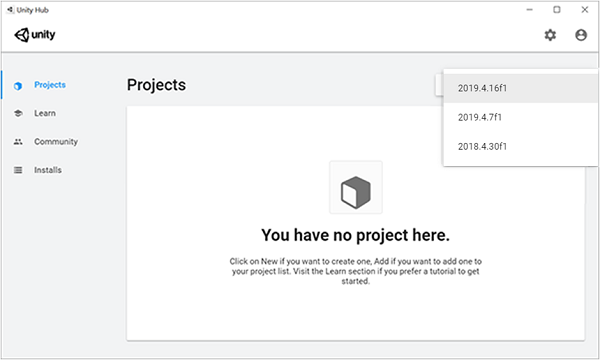 Unity Hub
unity
Projects
Learn
Community
Installs
Projects
2019.4.16f1
2019.4.7f1
2018.4.30f1
You have no project here.
Click on New if you want to create one, Add if you want to add one to
your project list. Visit the Learn section if you prefer a tutorial to get
started.